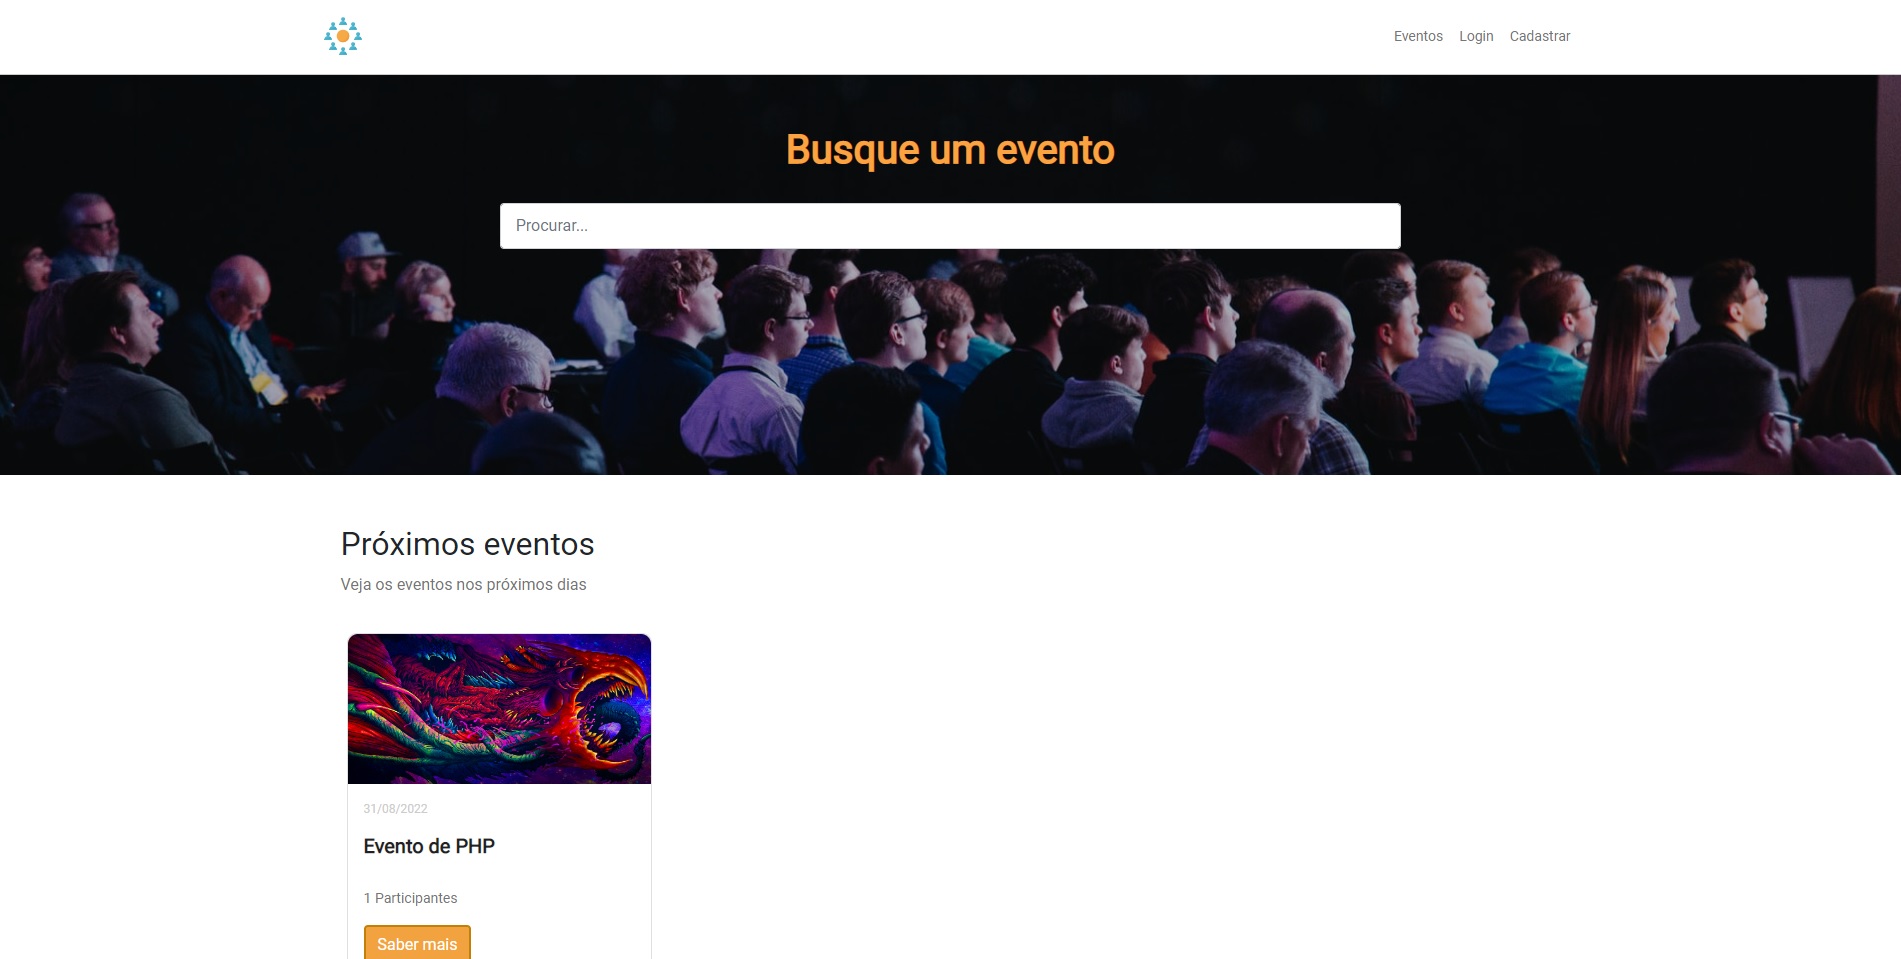 Eventos Login Cadastrar
Busque um evento
Procurar...
Próximos eventos
Veja os eventos nos próximos dias
31/08/2022
Evento de PHP
1 Participantes
Saber mais